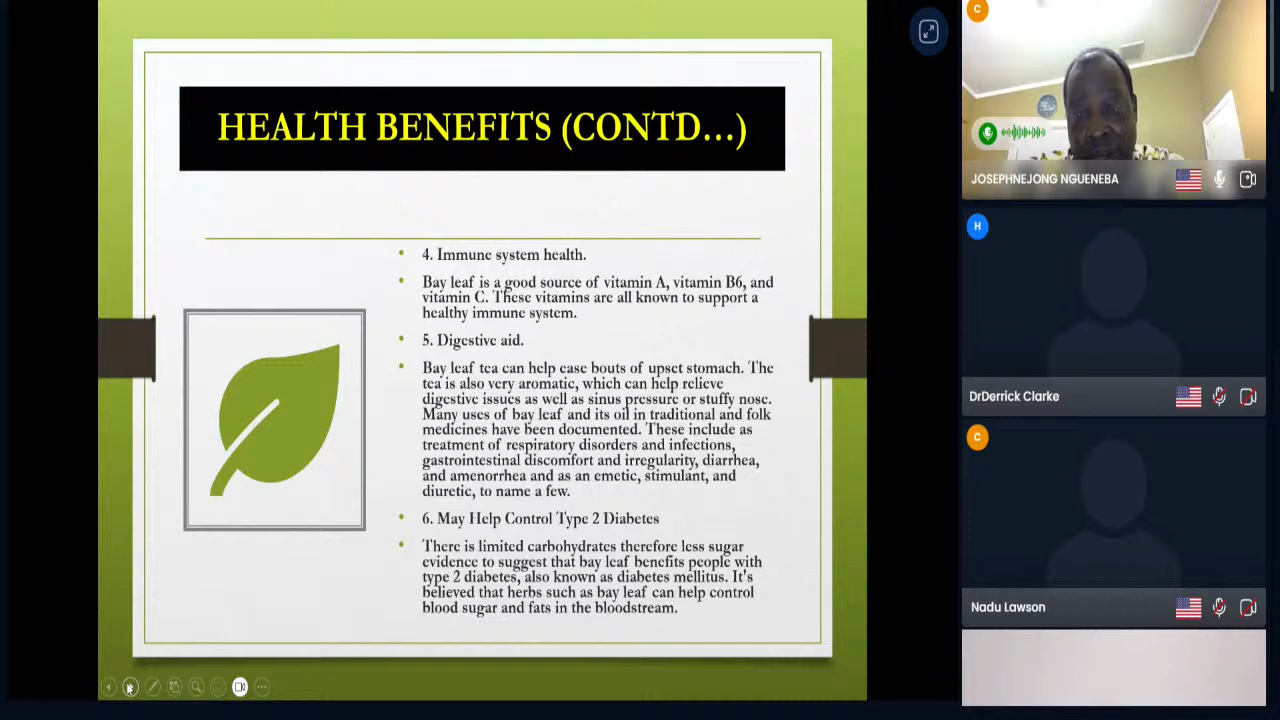 HEALTH BENEFITS (CONTD...)
• 4. Immune system health.
• Bay leaf is a good source of vitamin A, vitamin B6, and
vitamin C. These vitamins are all known to support a
healthy immune system.
• 5. Digestive aid.
• Bay leaf tea can help ease bouts of upset stomach. The
tea is also very aromatic, which can help relieve
digestive issues as well as sinus pressure or stuffy nose.
Many uses of bay leaf and its oil in traditional and folk
medicines have been documented. These include as
treatment of respiratory disorders and infections,
gastrointestinal discomfort and irregularity, diarrhea,
and amenorrhea and as an emetic, stimulant, and
diuretic, to name a few.
• 6. May Help Control Type 2 Diabetes
• There is limited carbohydrates therefore less sugar
evidence to suggest that bay leaf benefits people with
type 2 diabetes, also known as diabetes mellitus. It's
believed that herbs such as bay leaf can help control
blood sugar and fats in the bloodstream.
C
JOSEPHNEJONG NGUENEBA
H
DrDerrick Clarke
C
Nadu Lawson